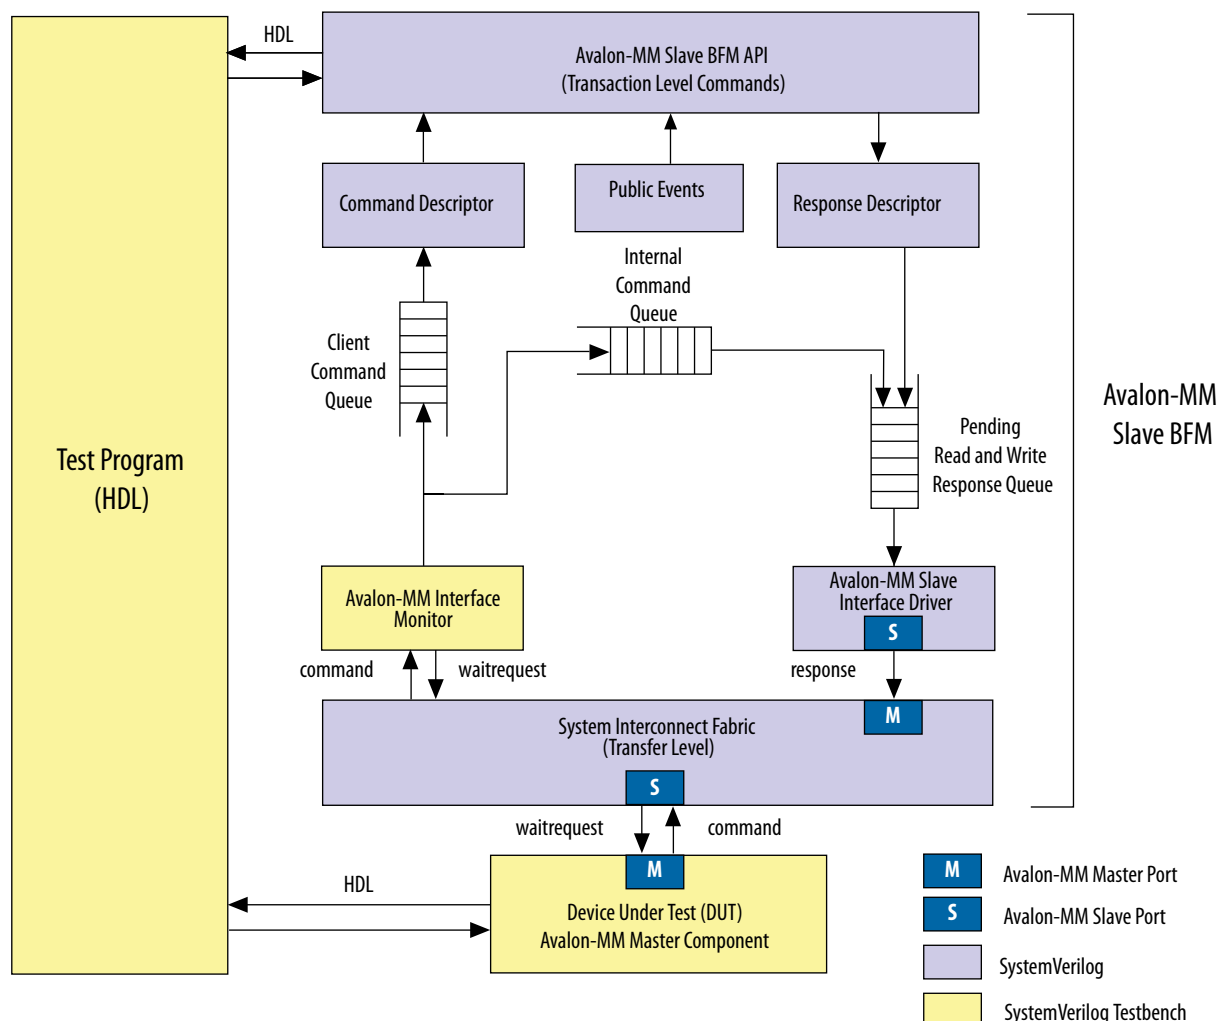 HDL
Avalon-MM Slave BFM API
(Transaction Level Commands)
Command Descriptor
Public Events
Response Descriptor
Internal
Command
Queue
Client
Command
Queue
Pending
Read and Write
Response Queue
Avalon-MM
Slave BFM
Test Program
(HDL)
Avalon-MM Interface
Monitor
Avalon-MM Slave
Interface Driver
S
command
waitrequest
response
M
System Interconnect Fabric
(Transfer Level)
S
waitrequest
command
M
HDL
Device Under Test (DUT)
Avalon-MM Master Component
M
Avalon-MM Master Port
S
Avalon-MM Slave Port
SystemVerilog
SystemVerilog Testbench